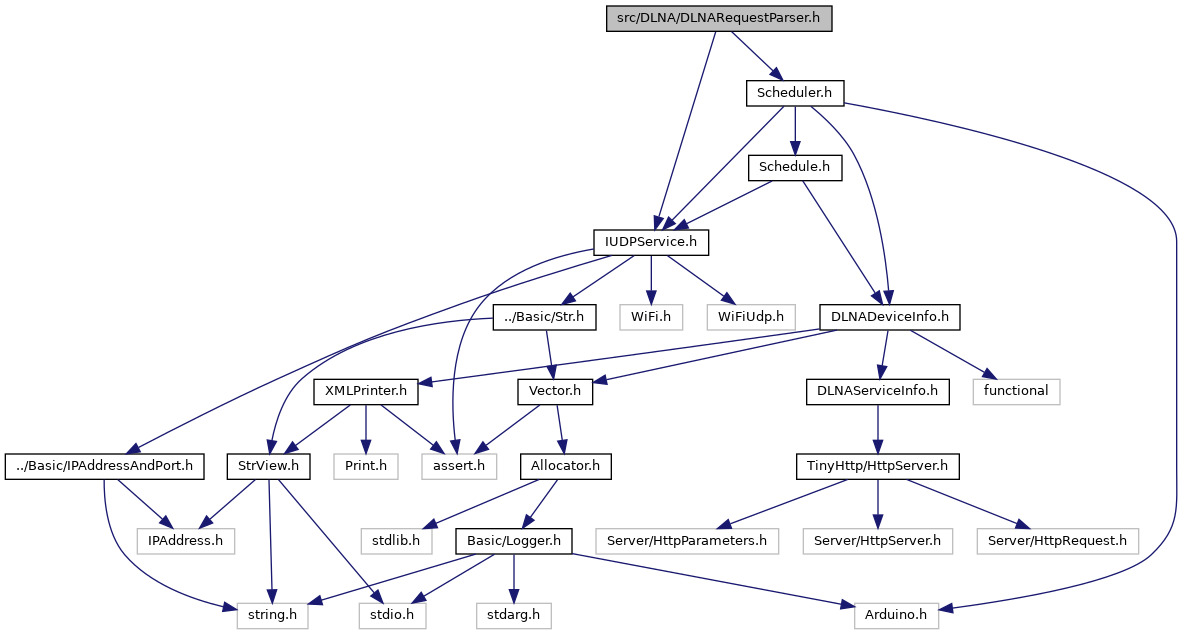 src/DLNA/DLNARequestParser.h
Scheduler.h
Schedule.h
IUDPService.h
../Basic/Str.h
WiFi.h
WiFiUdp.h
DLNADeviceInfo.h
XMLPrinter.h
Vector.h
DLNAServiceInfo.h
functional
../Basic/IPAddressAndPort.h
StrView.h
Print.h
assert.h
Allocator.h
TinyHttp/HttpServer.h
IPAddress.h
stdlib.h
Basic/Logger.h
Server/HttpParameters.h
Server/HttpServer.h
Server/HttpRequest.h
string.h
stdio.h
stdarg.h
Arduino.h